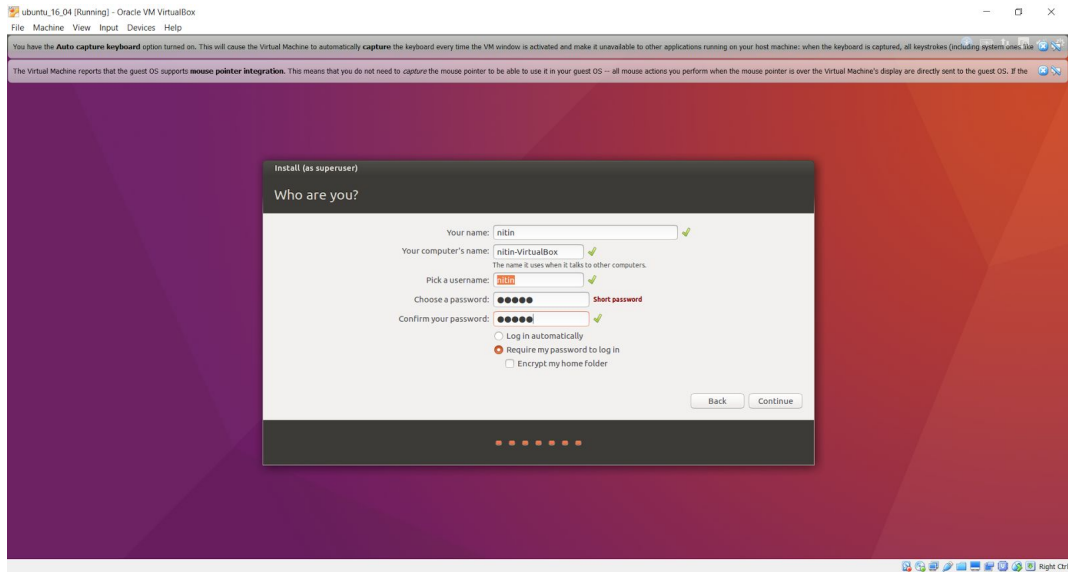 ubuntu_16_04 [Running] - Oracle VM VirtualBox
File Machine View Input Devices Help
You have the Auto capture keyboard option turned on. This will cause the Virtual Machine to automatically capture the keyboard every time the VM window is activated and make it unavailable to other applications running on your host machine: when the keyboard is captured, all keystrokes (including system ones like
The Virtual Machine reports that the guest OS supports mouse pointer integration. This means that you do not need to capture the mouse pointer to be able to use it in your guest OS -- all mouse actions you perform when the mouse pointer is over the Virtual Machine's display are directly sent to the guest OS. If the
Install (as superuser)
Who are you?
Your name: nitin
Your computer's name: nitin-VirtualBox
The name it uses when it talks to other computers.
Pick a username: nitin
Choose a password: ●●●●● Short password
Confirm your password: ●●●●●
Log in automatically
Require my password to log in
Encrypt my home folder
Back Continue
Right Ctrl